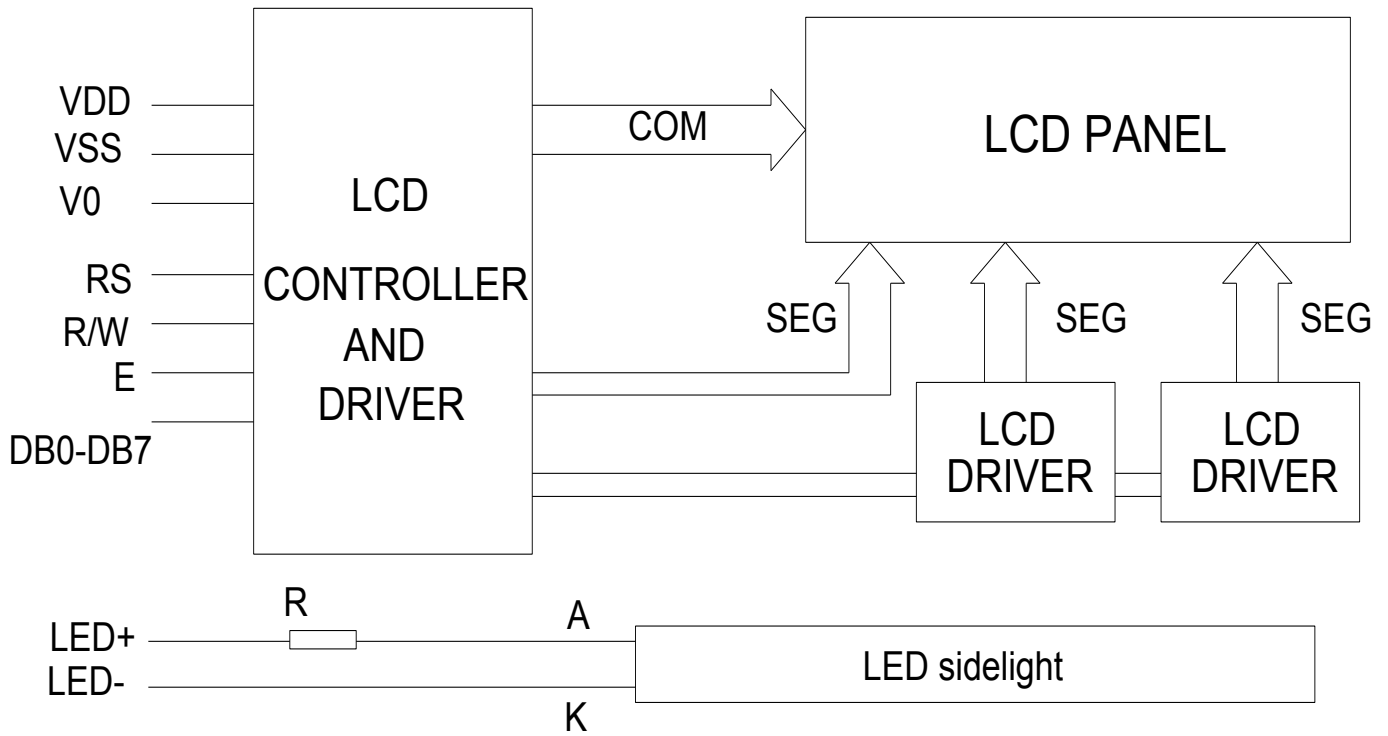 VDD
VSS
V0
RS
R/W
E
DB0-DB7
LCD
CONTROLLER
AND
DRIVER
COM
LCD PANEL
SEG
SEG
SEG
LCD
DRIVER
LCD
DRIVER
R
A
LED+
LED-
K
LED sidelight